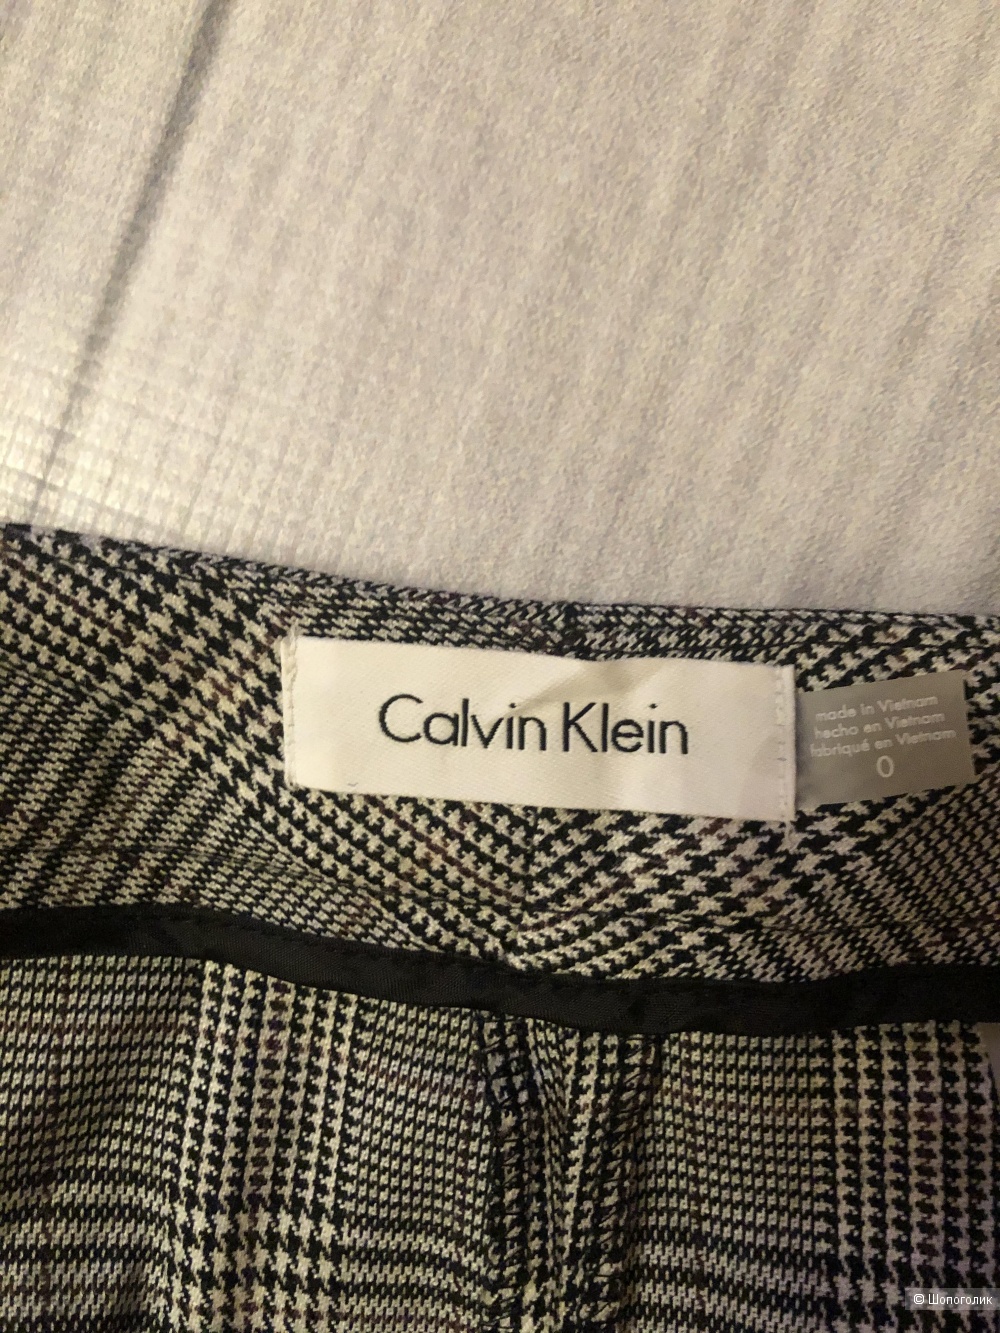 Calvin Klein
made in Vietnam
hecho en Vietnam
fabriqué en Vietnam
0
© Шопоголик